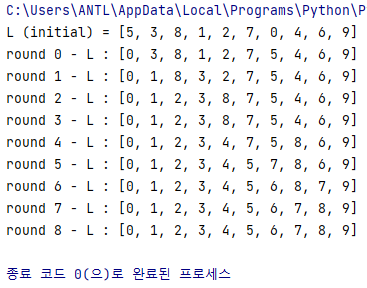 C:\Users\ANTL\AppData\Local\Programs\Python\P
L (initial) = [5, 3, 8, 1, 2, 7, 0, 4, 6, 9]
round 0 - L : [0, 3, 8, 1, 2, 7, 5, 4, 6, 9]
round 1 - L : [0, 1, 8, 3, 2, 7, 5, 4, 6, 9]
round 2 - L : [0, 1, 2, 3, 8, 7, 5, 4, 6, 9]
round 3 - L : [0, 1, 2, 3, 8, 7, 5, 4, 6, 9]
round 4 - L : [0, 1, 2, 3, 4, 7, 5, 8, 6, 9]
round 5 - L : [0, 1, 2, 3, 4, 5, 7, 8, 6, 9]
round 6 - L : [0, 1, 2, 3, 4, 5, 6, 8, 7, 9]
round 7 - L : [0, 1, 2, 3, 4, 5, 6, 7, 8, 9]
round 8 - L : [0, 1, 2, 3, 4, 5, 6, 7, 8, 9]
종료 코드 0(으)로 완료된 프로세스